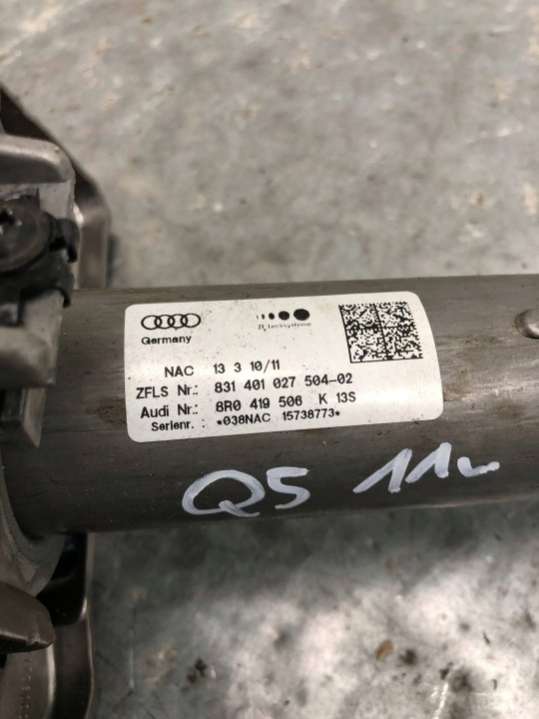 Germany
NAC 13 3 10/11
ZFLS Nr.: 831 401 027 504-02
Audi Nr.: 8R0 419 506 K 13S
Serienr. : *038NAC 15738773*
Q5 11